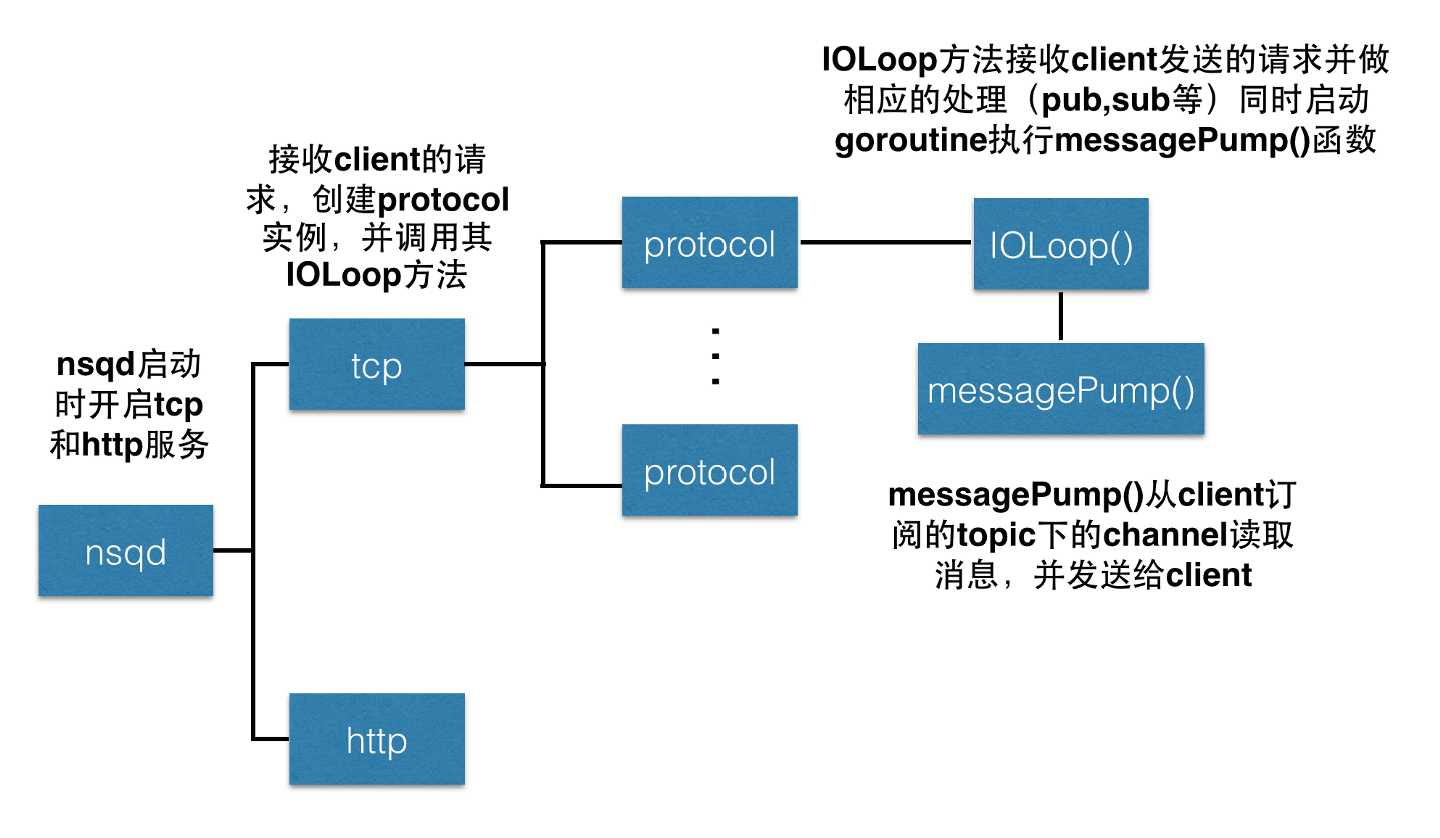 IOLoop方法接收client发送的请求并做
相应的处理（pub,sub等）同时启动
goroutine执行messagePump()函数
接收client的请
求，创建protocol
实例，并调用其
IOLoop方法
protocol
IOLoop()
tcp
nsqd启动
时开启tcp
和http服务
messagePump()
protocol
messagePump()从client订
阅的topic下的channel读取
消息，并发送给client
nsqd
http